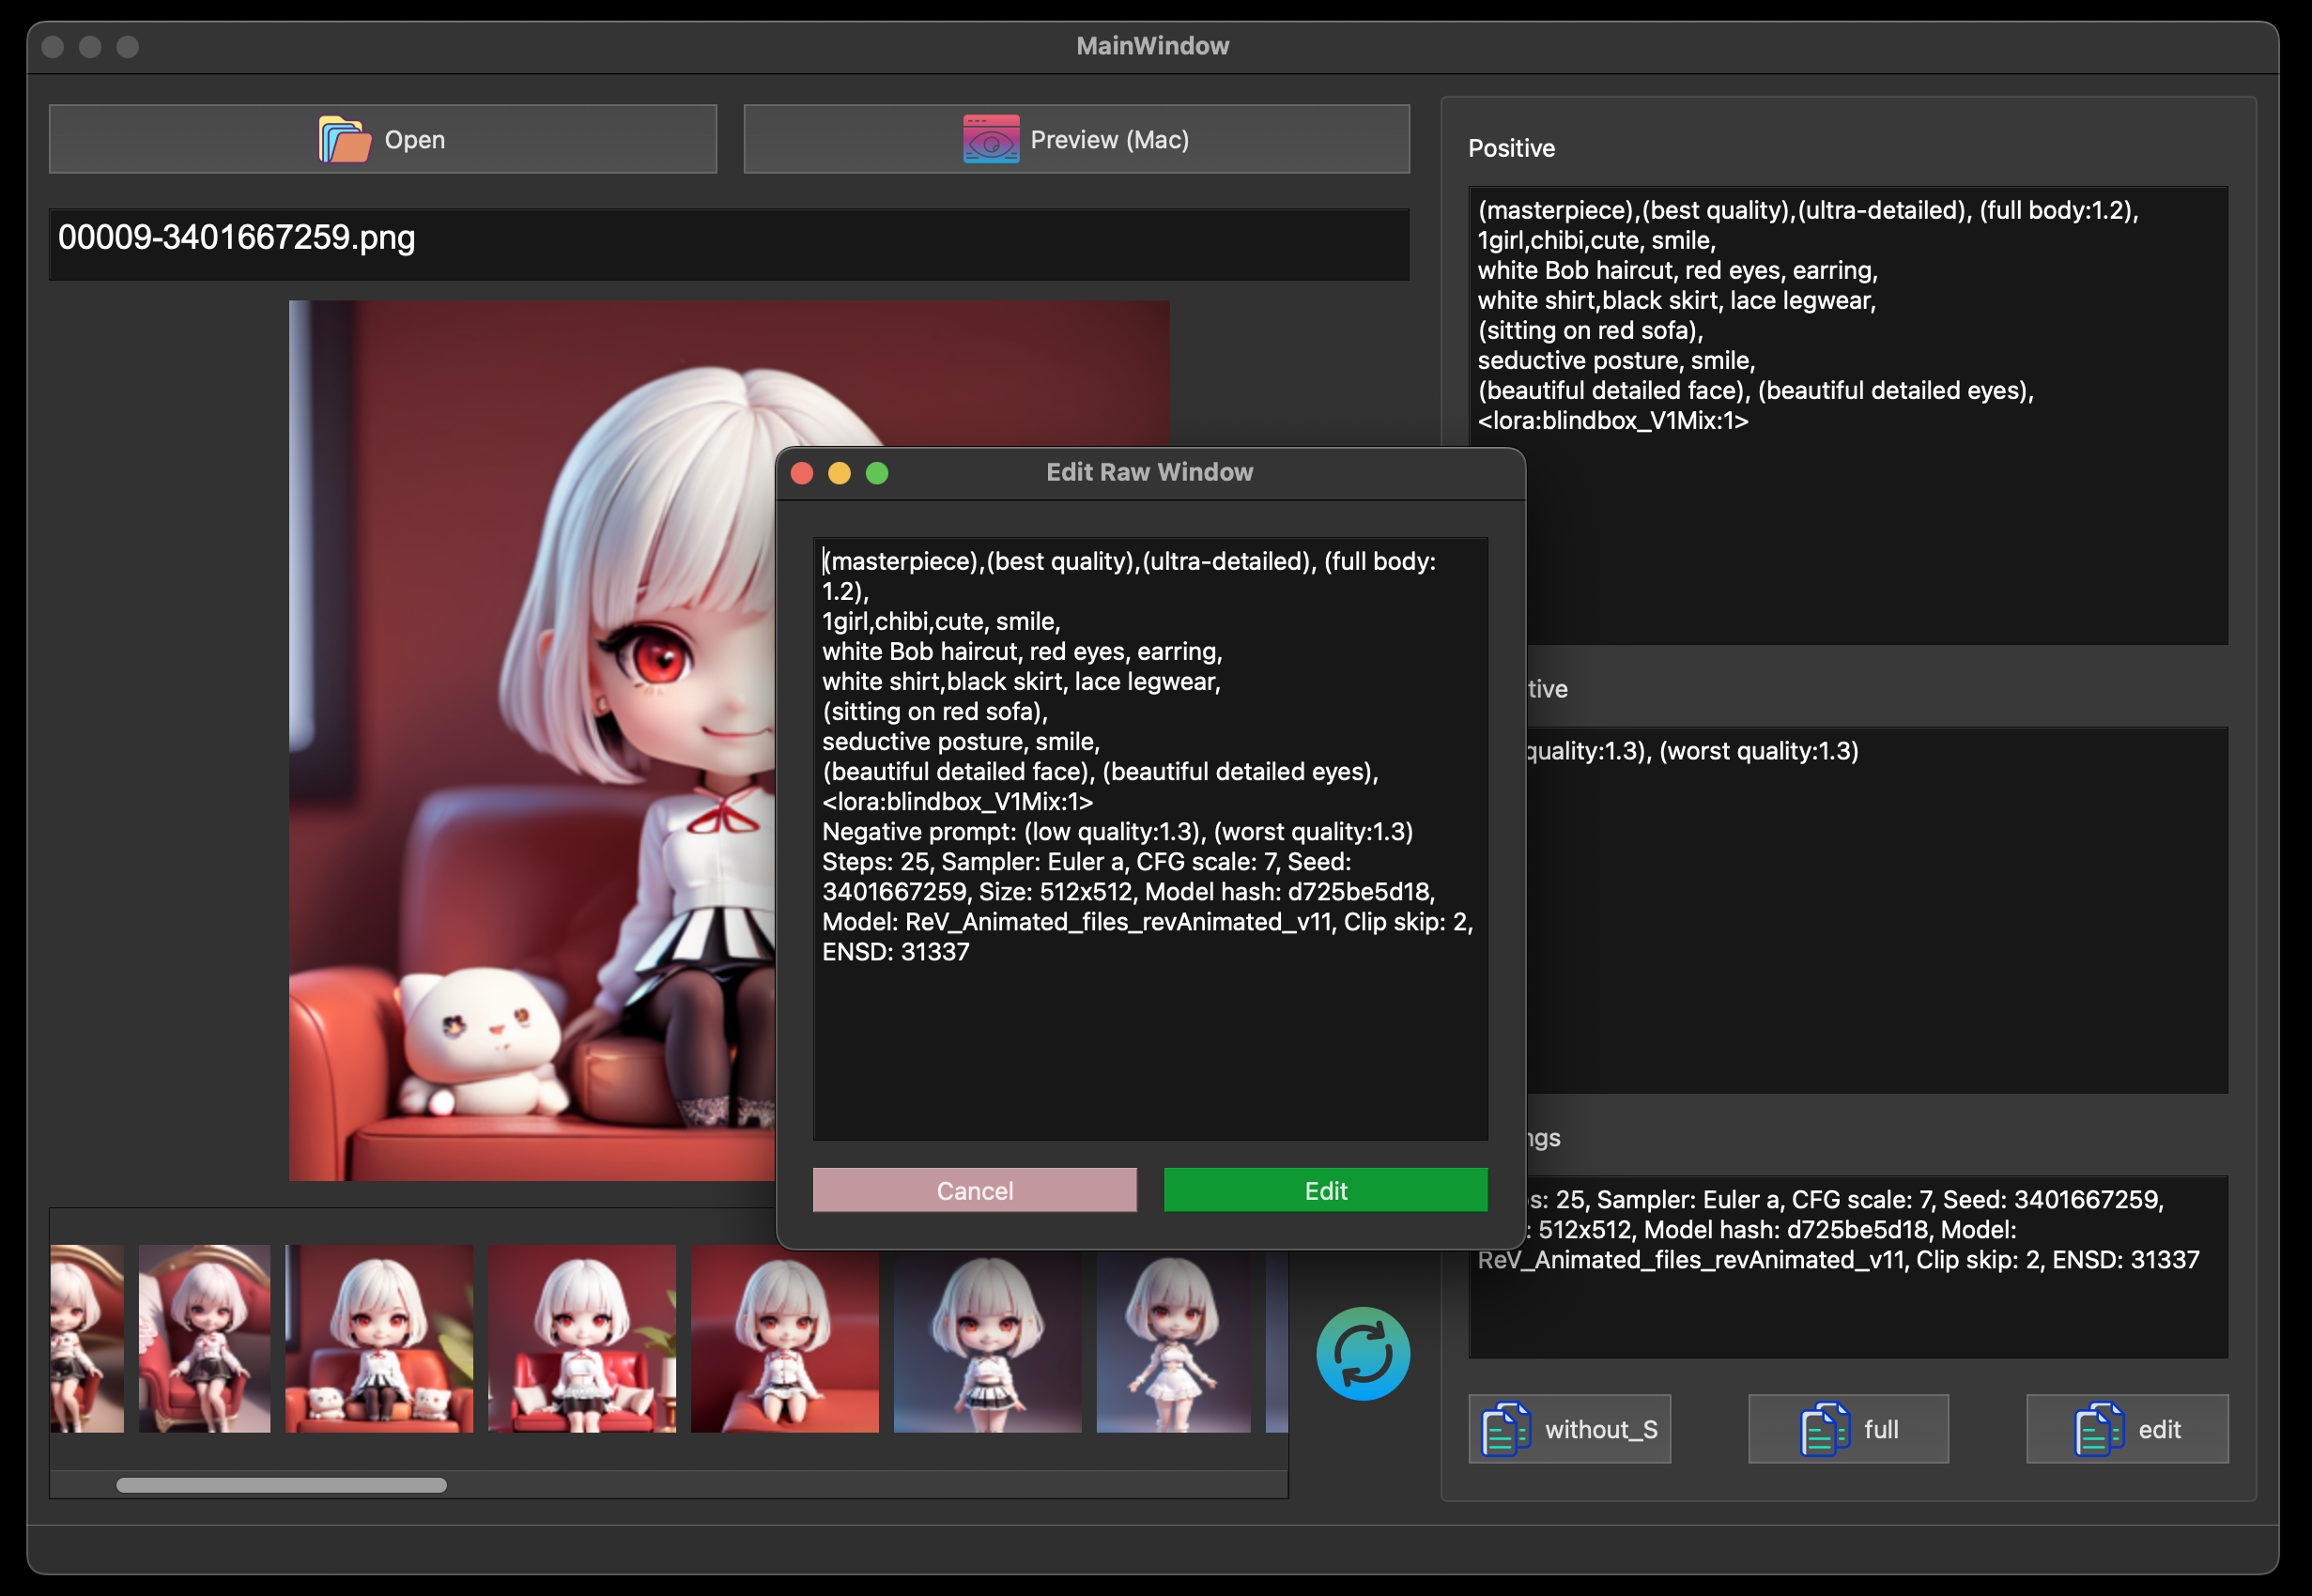 MainWindow
Open
Preview (Mac)
00009-3401667259.png
Positive
(masterpiece),(best quality),(ultra-detailed), (full body:1.2),
1girl,chibi,cute, smile,
white Bob haircut, red eyes, earring,
white shirt,black skirt, lace legwear,
(sitting on red sofa),
seductive posture, smile,
(beautiful detailed face), (beautiful detailed eyes),
<lora:blindbox_V1Mix:1>
Edit Raw Window
(masterpiece),(best quality),(ultra-detailed), (full body:
1.2),
1girl,chibi,cute, smile,
white Bob haircut, red eyes, earring,
white shirt,black skirt, lace legwear,
(sitting on red sofa),
seductive posture, smile,
(beautiful detailed face), (beautiful detailed eyes),
<lora:blindbox_V1Mix:1>
Negative prompt: (low quality:1.3), (worst quality:1.3)
Steps: 25, Sampler: Euler a, CFG scale: 7, Seed:
3401667259, Size: 512x512, Model hash: d725be5d18,
Model: ReV_Animated_files_revAnimated_v11, Clip skip: 2,
ENSD: 31337
Cancel
Edit
tive
quality:1.3), (worst quality:1.3)
ngs
s: 25, Sampler: Euler a, CFG scale: 7, Seed: 3401667259,
: 512x512, Model hash: d725be5d18, Model:
ReV_Animated_files_revAnimated_v11, Clip skip: 2, ENSD: 31337
without_S
full
edit